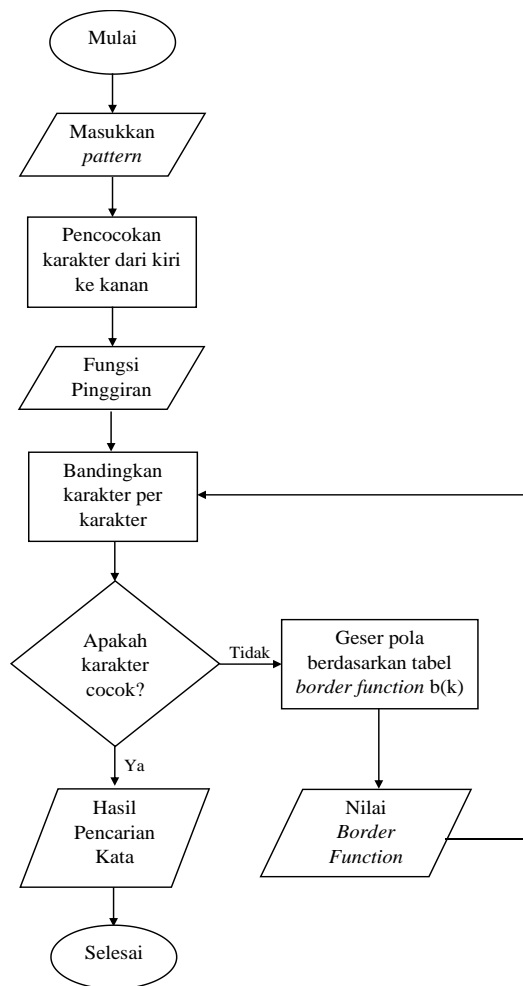 Mulai
Masukkan
pattern
Pencocokan
karakter dari kiri
ke kanan
Fungsi
Pinggiran
Bandingkan
karakter per
karakter
Apakah
karakter
cocok?
Tidak
Geser pola
berdasarkan tabel
border function b(k)
Ya
Hasil
Pencarian
Kata
Nilai
Border
Function
Selesai